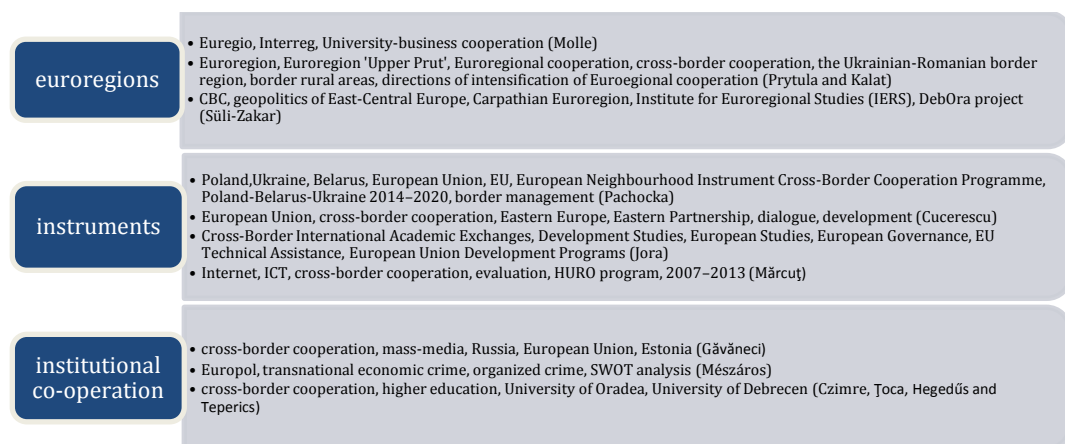 euroregions
• Euregio, Interreg, University-business cooperation (Molle)
• Euroregion, Euroregion 'Upper Prut', Euroregional cooperation, cross-border cooperation, the Ukrainian-Romanian border
region, border rural areas, directions of intensification of Euroegional cooperation (Prytula and Kalat)
• CBC, geopolitics of East-Central Europe, Carpathian Euroregion, Institute for Euroregional Studies (IERS), DebOra project
(Süli-Zakar)
instruments
• Poland,Ukraine, Belarus, European Union, EU, European Neighbourhood Instrument Cross-Border Cooperation Programme,
Poland-Belarus-Ukraine 2014–2020, border management (Pachocka)
• European Union, cross-border cooperation, Eastern Europe, Eastern Partnership, dialogue, development (Cucerescu)
• Cross-Border International Academic Exchanges, Development Studies, European Studies, European Governance, EU
Technical Assistance, European Union Development Programs (Jora)
• Internet, ICT, cross-border cooperation, evaluation, HURO program, 2007–2013 (Mărcuţ)
institutional
co-operation
• cross-border cooperation, mass-media, Russia, European Union, Estonia (Găvăneci)
• Europol, transnational economic crime, organized crime, SWOT analysis (Mészáros)
• cross-border cooperation, higher education, University of Oradea, University of Debrecen (Czimre, Ţoca, Hegedűs and
Teperics)